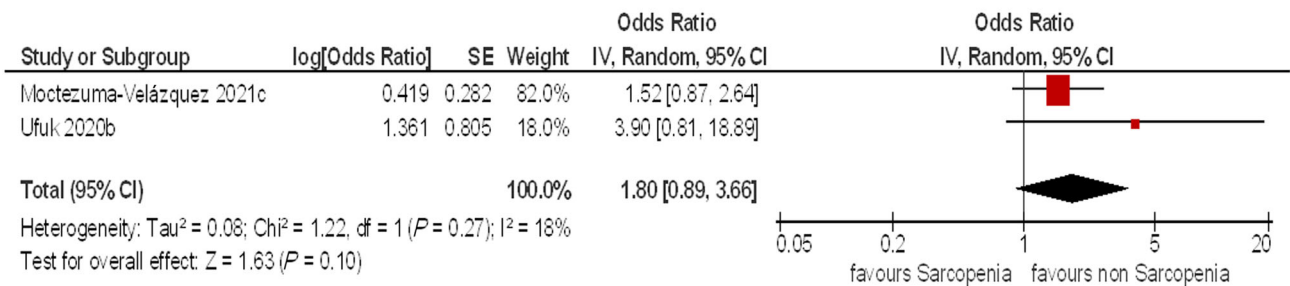 Odds Ratio Odds Ratio
Study or Subgroup log[Odds Ratio] SE Weight IV, Random, 95% CI IV, Random, 95% CI
Moctezuma-Velázquez 2021c 0.419 0.282 82.0% 1.52 [0.87, 2.64]
Ufuk 2020b 1.361 0.805 18.0% 3.90 [0.81, 18.89]
Total (95% CI) 100.0% 1.80 [0.89, 3.66]
Heterogeneity: Tau² = 0.08; Chi² = 1.22, df = 1 (P = 0.27); I² = 18%
Test for overall effect: Z = 1.63 (P = 0.10)
0.05 0.2 1 5 20
favours Sarcopenia favours non Sarcopenia